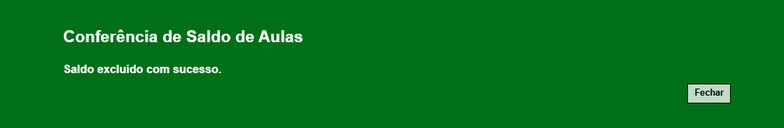 Conferência de Saldo de Aulas
Saldo excluído com sucesso.
Fechar